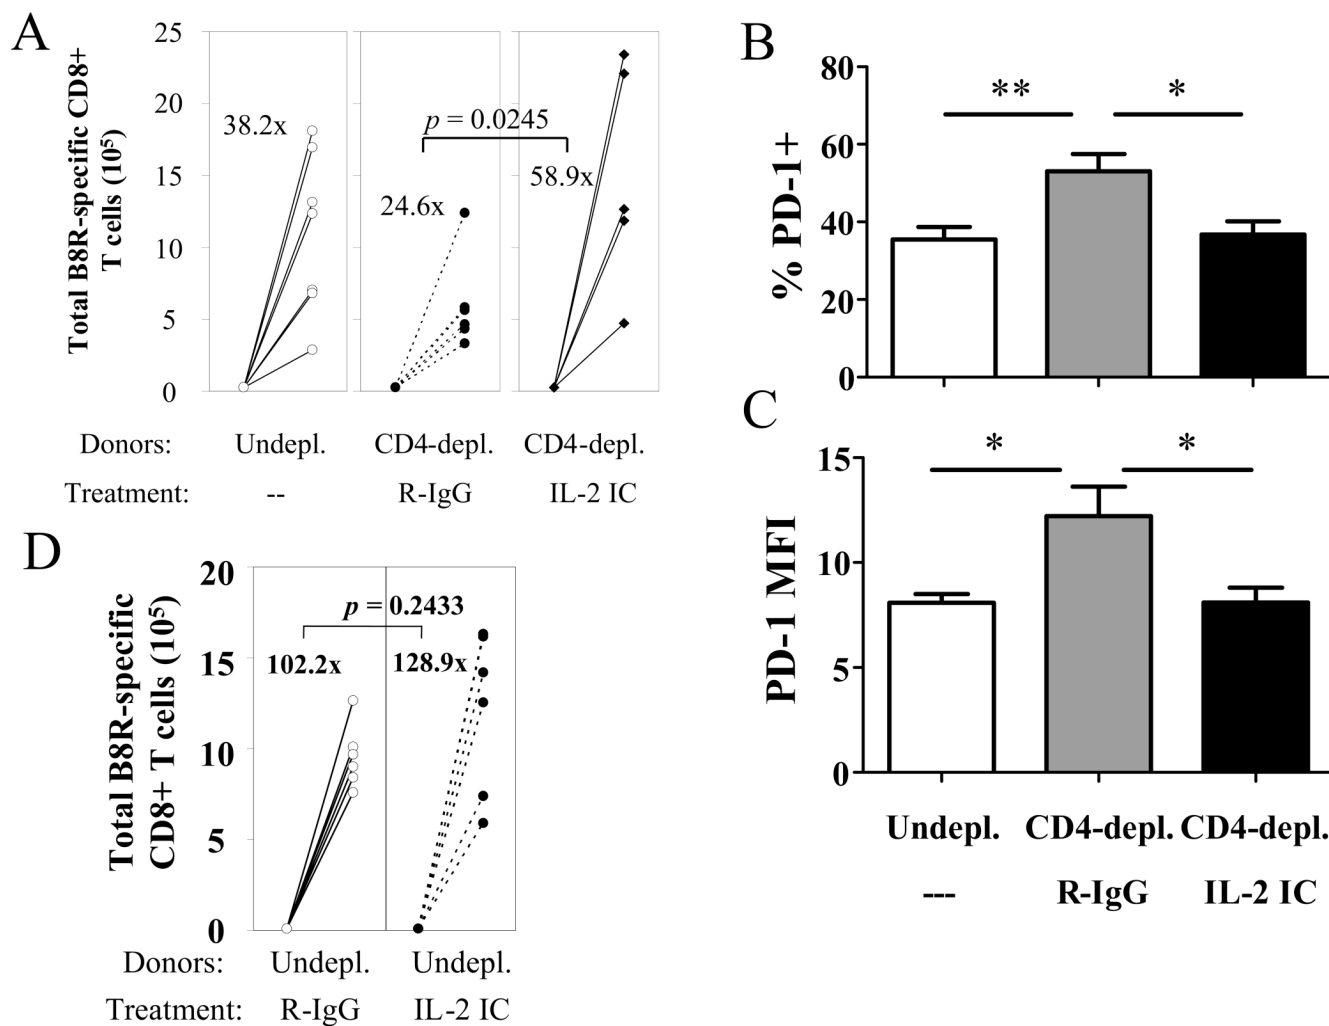 A
Total B8R-specific CD8+
T cells (10⁵)
25
20
15
10
5
0
38.2x
24.6x
p = 0.0245
58.9x
Donors: Undepl. CD4-depl. CD4-depl.
Treatment: -- R-IgG IL-2 IC
B
% PD-1+
80
60
40
20
0
** *
C
PD-1 MFI
15
10
5
0
* *
Undepl. CD4-depl. CD4-depl.
--- R-IgG IL-2 IC
D
Total B8R-specific
CD8+ T cells (10⁵)
20
15
10
5
0
p = 0.2433
102.2x 128.9x
Donors: Undepl. Undepl.
Treatment: R-IgG IL-2 IC